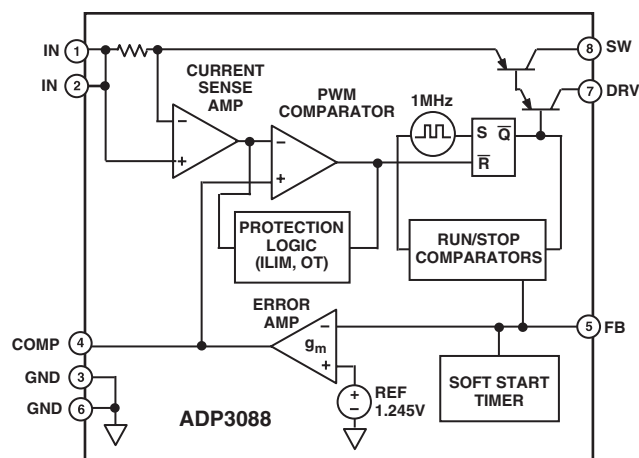 IN 1
IN 2
CURRENT
SENSE
AMP
−
+
PWM
COMPARATOR
−
+
1MHz
S Q̅
R̅
8 SW
7 DRV
PROTECTION
LOGIC
(ILIM, OT)
RUN/STOP
COMPARATORS
ERROR
AMP
−
gm
+
5 FB
COMP 4
GND 3
GND 6
+
−
REF
1.245V
SOFT START
TIMER
ADP3088